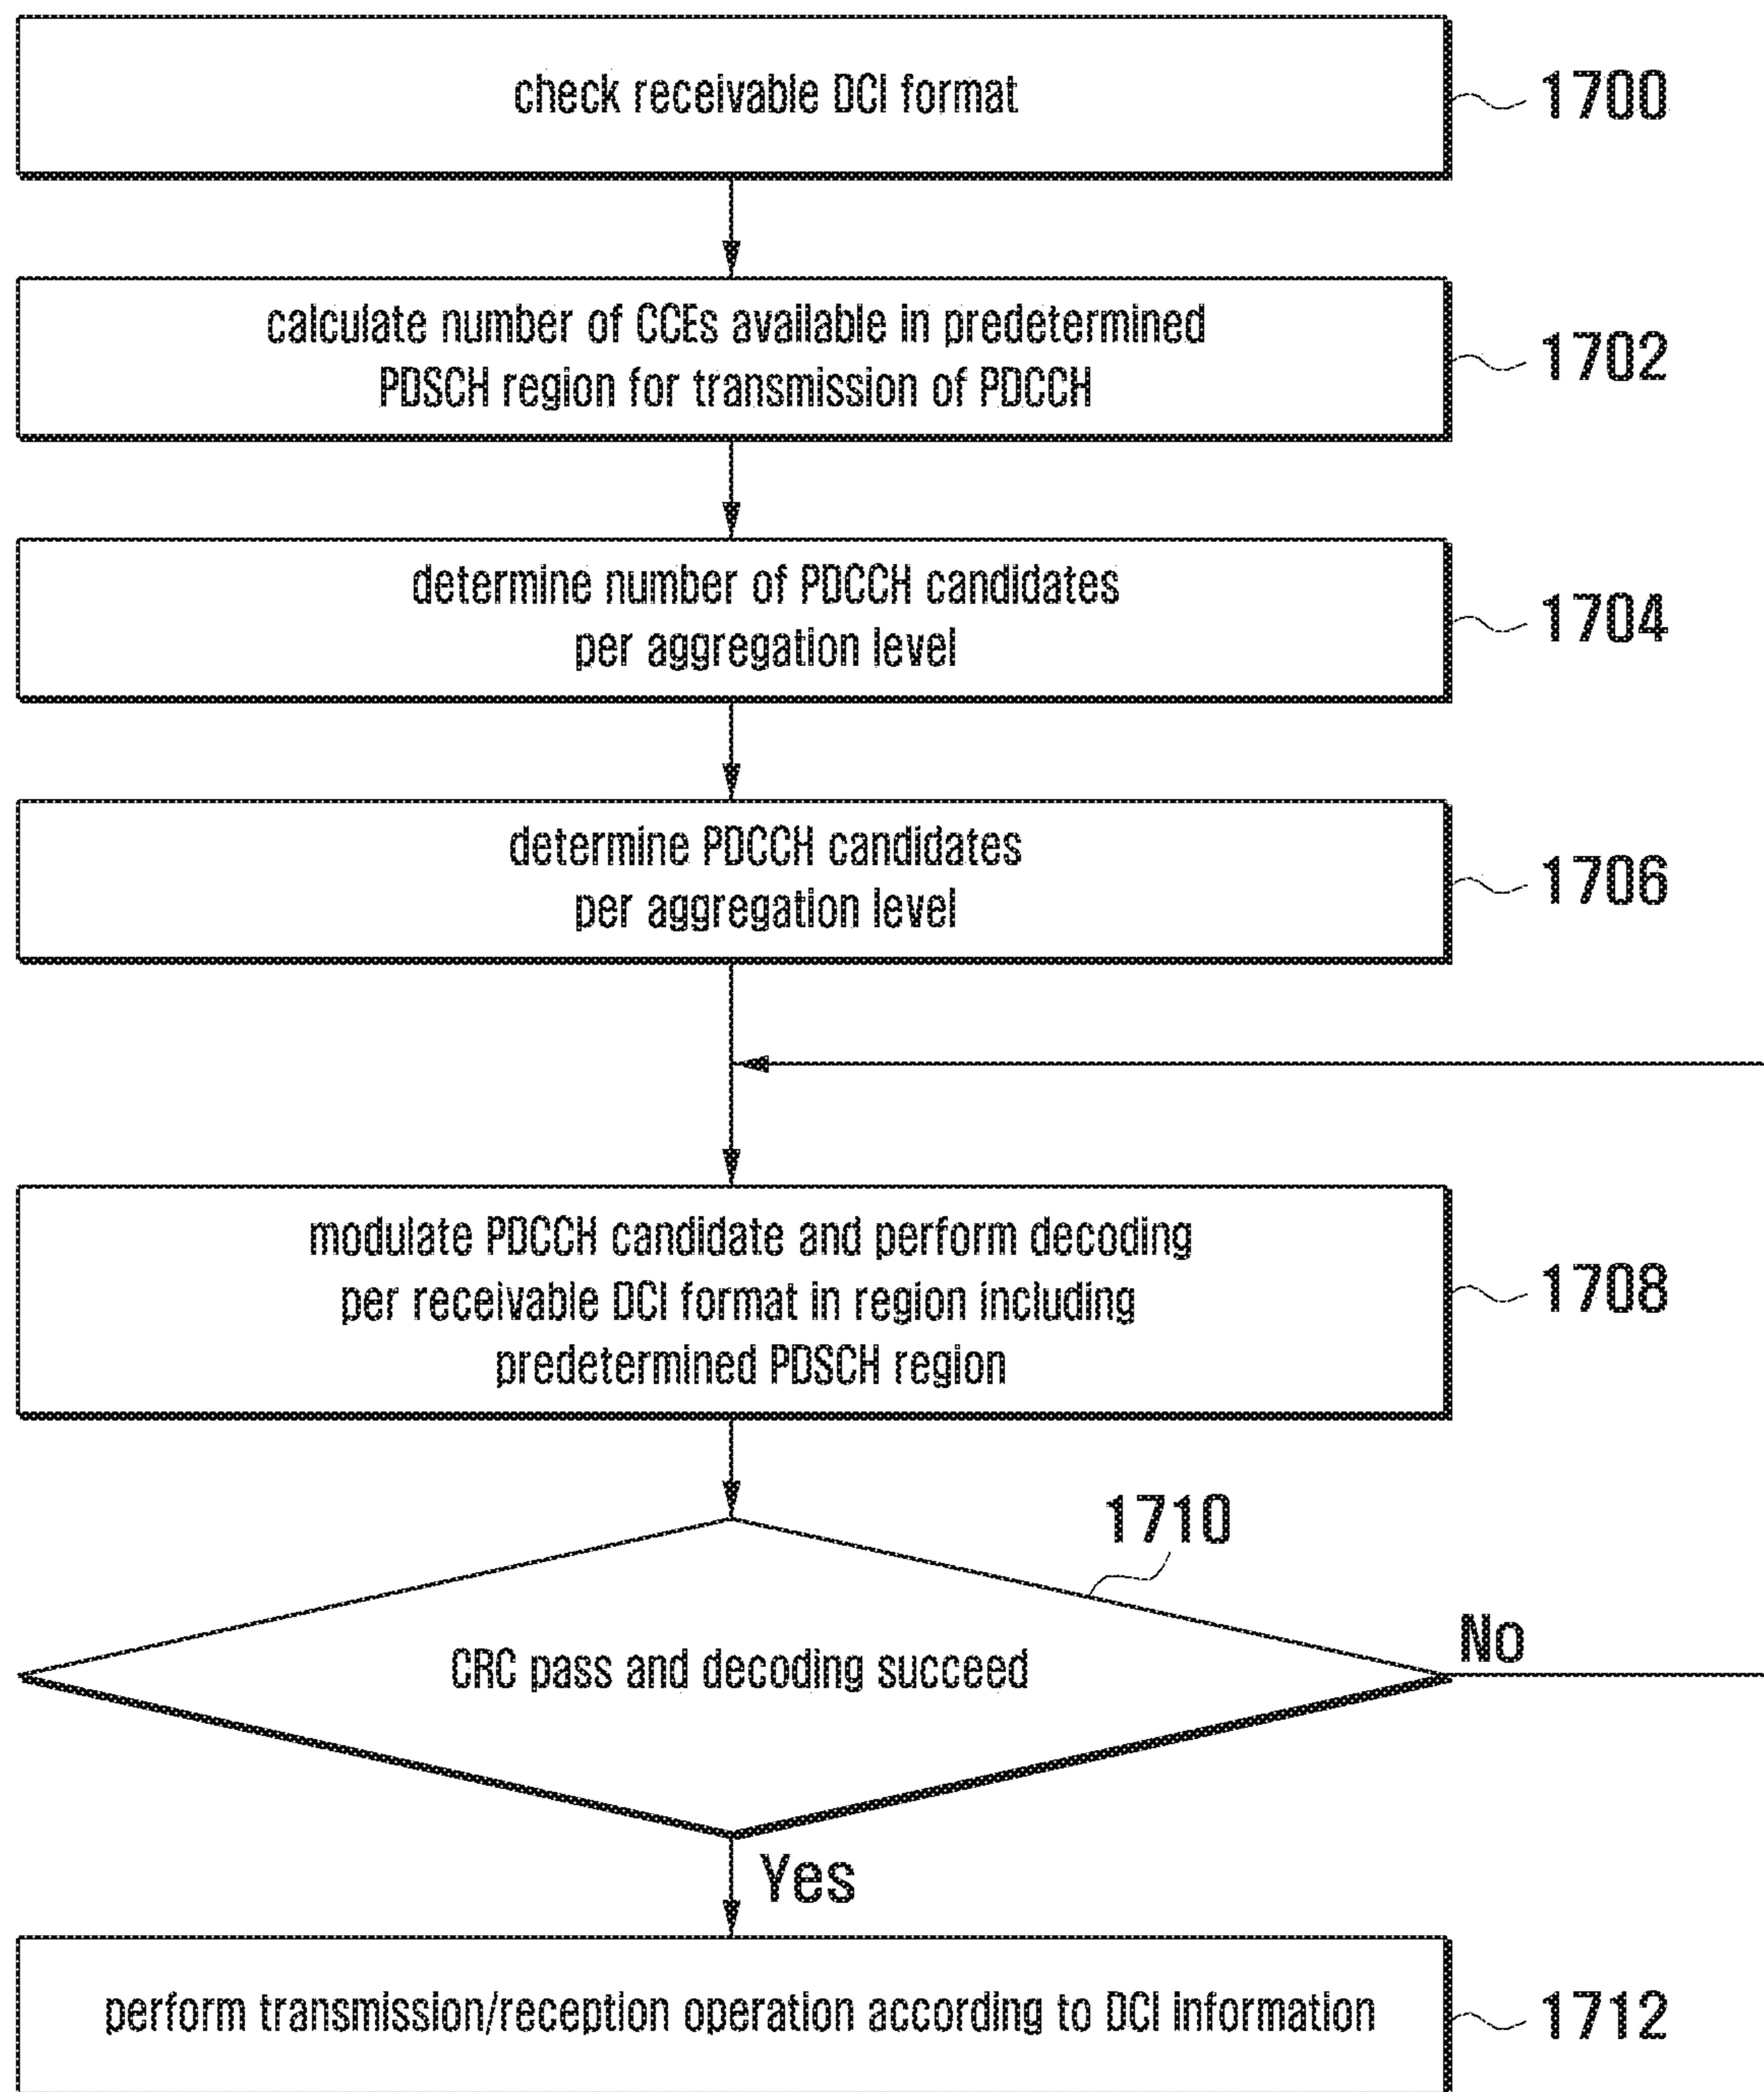 check receivable DCI format
1700
calculate number of CCEs available in predetermined
PDSCH region for transmission of PDCCH
1702
determine number of PDCCH candidates
per aggregation level
1704
determine PDCCH candidates
per aggregation level
1706
modulate PDCCH candidate and perform decoding
per receivable DCI format in region including
predetermined PDSCH region
1708
1710
CRC pass and decoding succeed
No
Yes
perform transmission/reception operation according to DCI information
1712